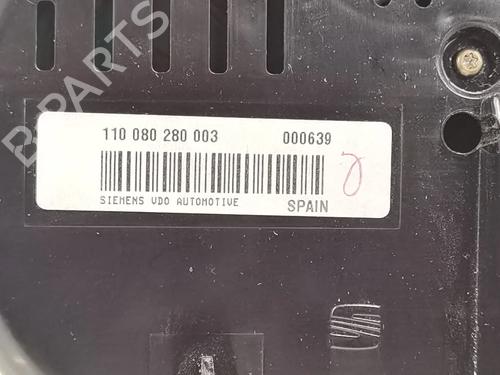 B-PARTS
110 080 280 003 000639
SIEMENS VDO AUTOMOTIVE SPAIN